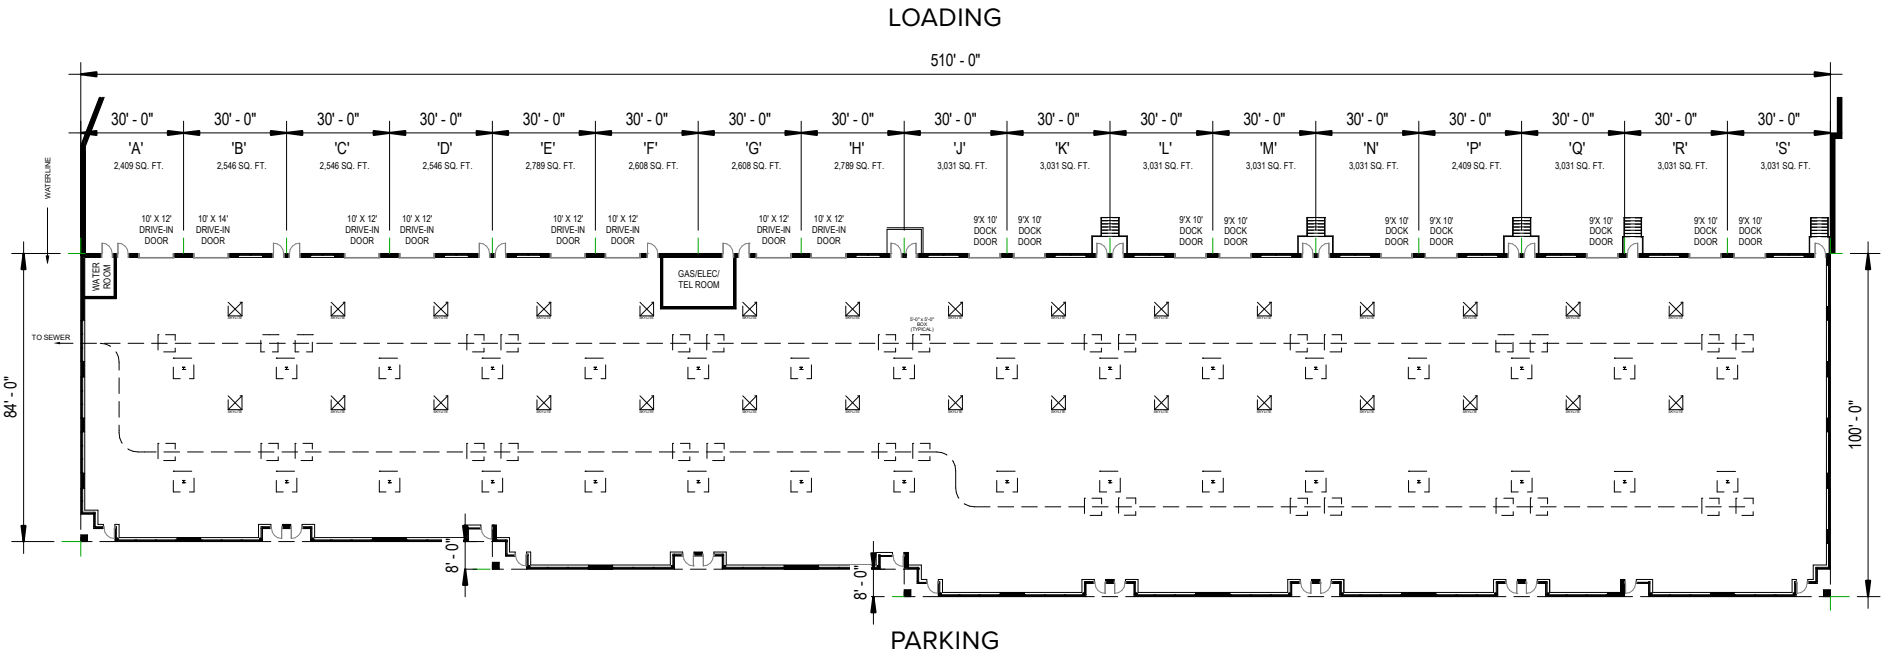 LOADING
510' - 0"
30' - 0" 30' - 0" 30' - 0" 30' - 0" 30' - 0" 30' - 0" 30' - 0" 30' - 0" 30' - 0" 30' - 0" 30' - 0" 30' - 0" 30' - 0" 30' - 0" 30' - 0" 30' - 0" 30' - 0"
'A' 'B' 'C' 'D' 'E' 'F' 'G' 'H' 'J' 'K' 'L' 'M' 'N' 'P' 'Q' 'R' 'S'
2,409 SQ. FT. 2,546 SQ. FT. 2,546 SQ. FT. 2,546 SQ. FT. 2,789 SQ. FT. 2,608 SQ. FT. 2,608 SQ. FT. 2,789 SQ. FT. 3,031 SQ. FT. 3,031 SQ. FT. 3,031 SQ. FT. 3,031 SQ. FT. 3,031 SQ. FT. 2,409 SQ. FT. 3,031 SQ. FT. 3,031 SQ. FT. 3,031 SQ. FT.
WATERLINE
10' X 12' 10' X 14' 10' X 12' 10' X 12' 10' X 12' 10' X 12' 10' X 12' 10' X 12' 9'X 10' 9'X 10' 9'X 10' 9'X 10' 9'X 10' 9'X 10' 9'X 10' 9'X 10'
DRIVE-IN DRIVE-IN DRIVE-IN DRIVE-IN DRIVE-IN DRIVE-IN DRIVE-IN DRIVE-IN DOCK DOCK DOCK DOCK DOCK DOCK DOCK DOCK
DOOR DOOR DOOR DOOR DOOR DOOR DOOR DOOR DOOR DOOR DOOR DOOR DOOR DOOR DOOR DOOR
WATER
ROOM
GAS/ELEC/
TEL ROOM
5'-0" x 5'-0"
BOX
(TYPICAL)
TO SEWER
84' - 0"
100' - 0"
8' - 0"
8' - 0"
PARKING